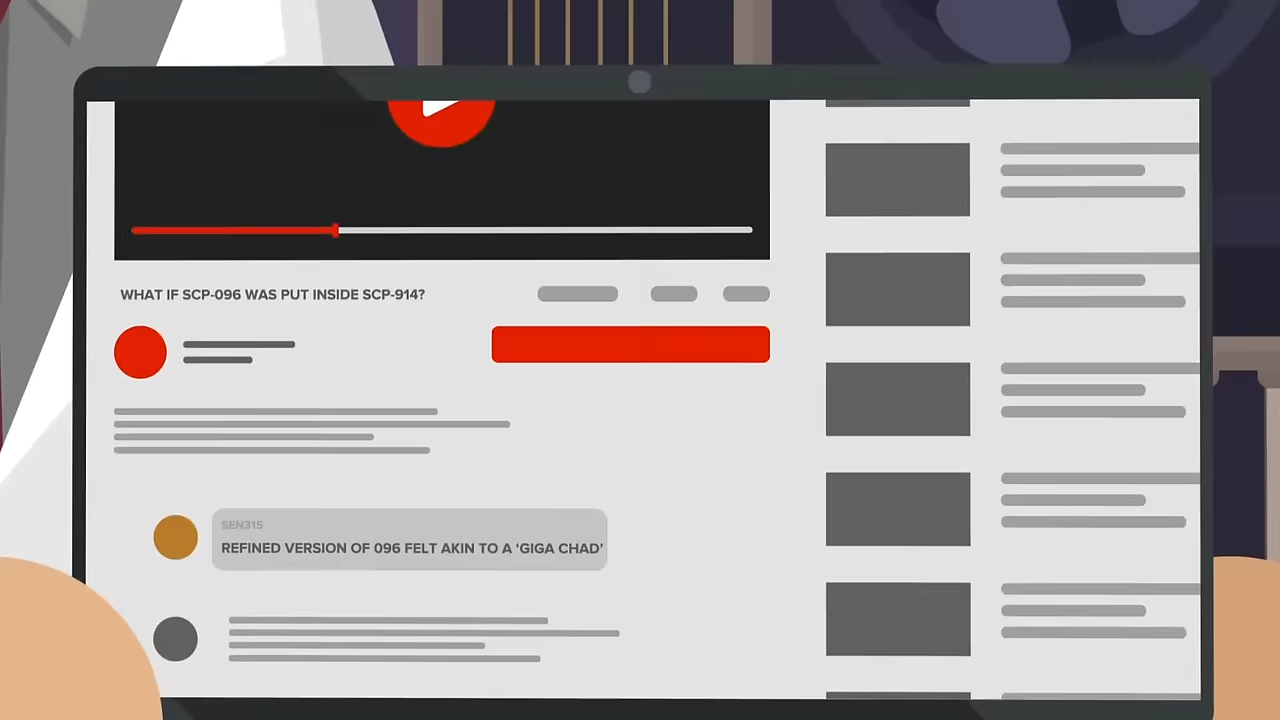 WHAT IF SCP-096 WAS PUT INSIDE SCP-914?
SEN315
REFINED VERSION OF 096 FELT AKIN TO A 'GIGA CHAD'